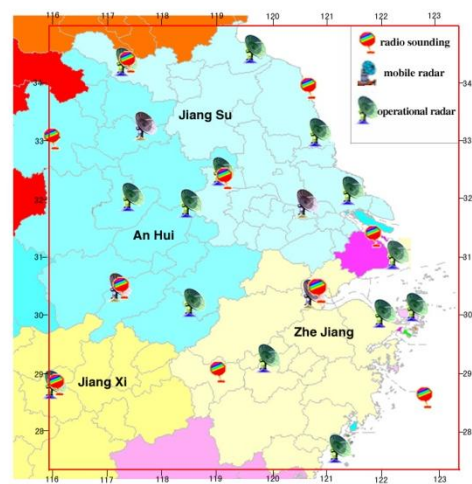 116 117 118 119 120 121 122 123
radio sounding
mobile radar
operational radar
34 34
Jiang Su
33 33
32 32
An Hui
31 31
30 30
Zhe Jiang
29 29
Jiang Xi
28 28
116 117 118 119 120 121 122 123